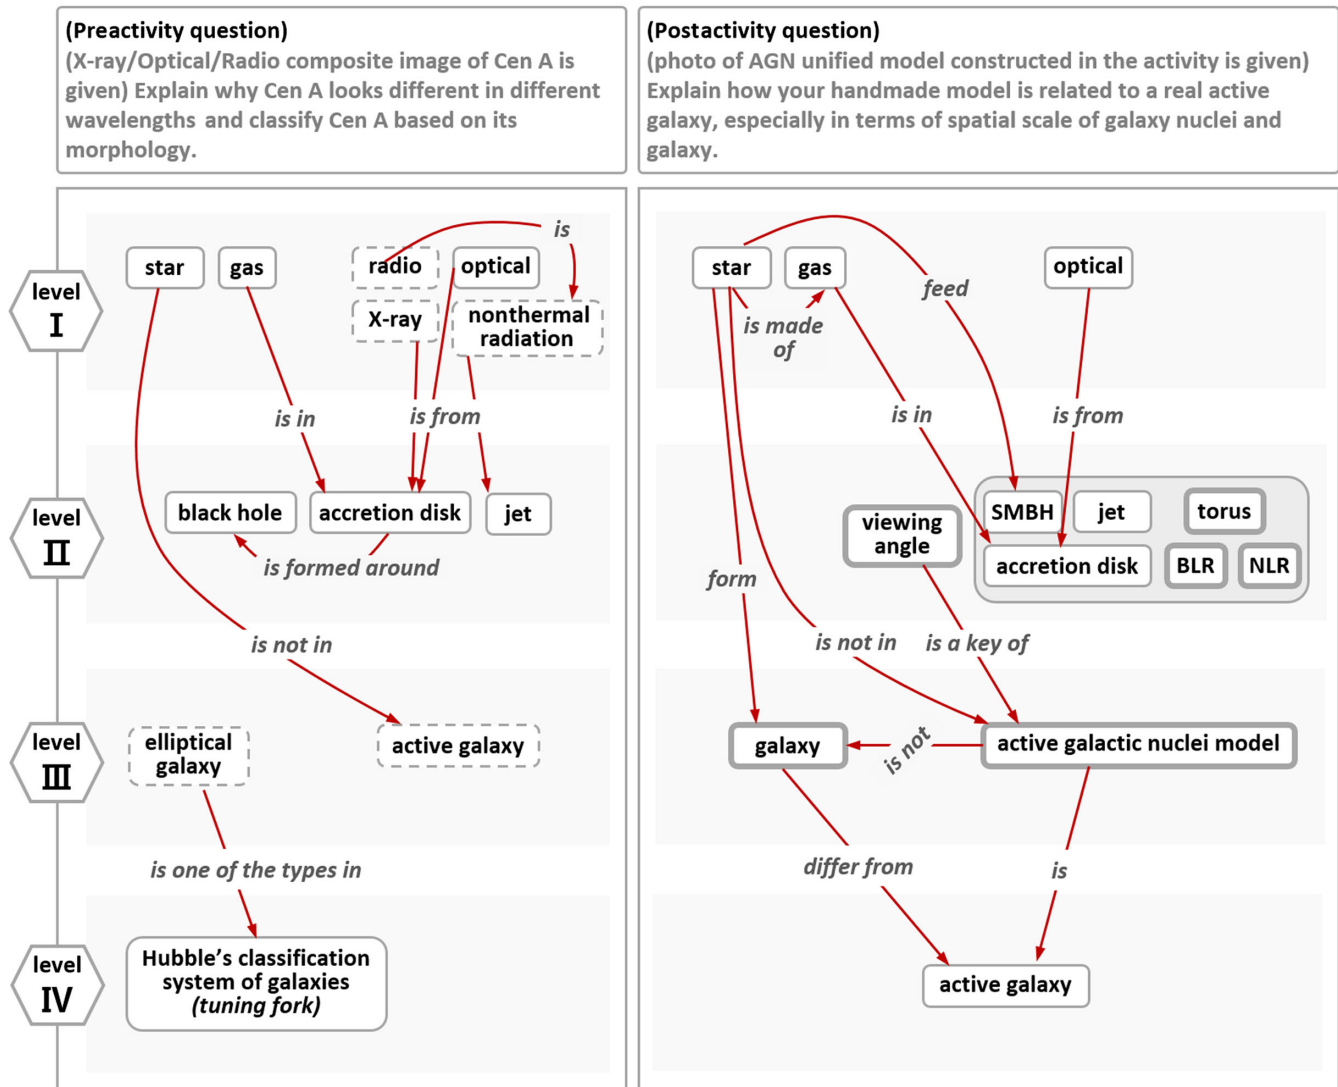 (Preactivity question)
(X-ray/Optical/Radio composite image of Cen A is
given) Explain why Cen A looks different in different
wavelengths and classify Cen A based on its
morphology.
(Postactivity question)
(photo of AGN unified model constructed in the activity is given)
Explain how your handmade model is related to a real active
galaxy, especially in terms of spatial scale of galaxy nuclei and
galaxy.
level
I
star
gas
radio
optical
is
X-ray
nonthermal
radiation
is in
is from
level
II
black hole
accretion disk
jet
is formed around
is not in
level
III
elliptical
galaxy
active galaxy
is one of the types in
level
IV
Hubble’s classification
system of galaxies
(tuning fork)
star
gas
optical
feed
is made
of
is in
is from
viewing
angle
SMBH
jet
torus
accretion disk
BLR
NLR
form
is not in
is a key of
galaxy
is not
active galactic nuclei model
differ from
is
active galaxy